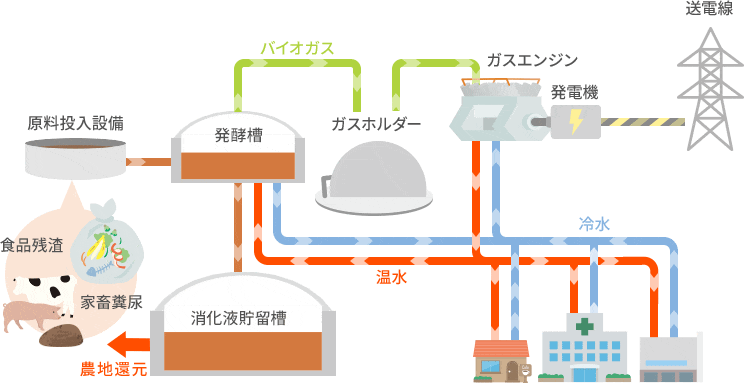 送電線
バイオガス
ガスエンジン
発電機
原料投入設備
発酵槽
ガスホルダー
食品残渣
冷水
温水
家畜糞尿
消化液貯留槽
農地還元